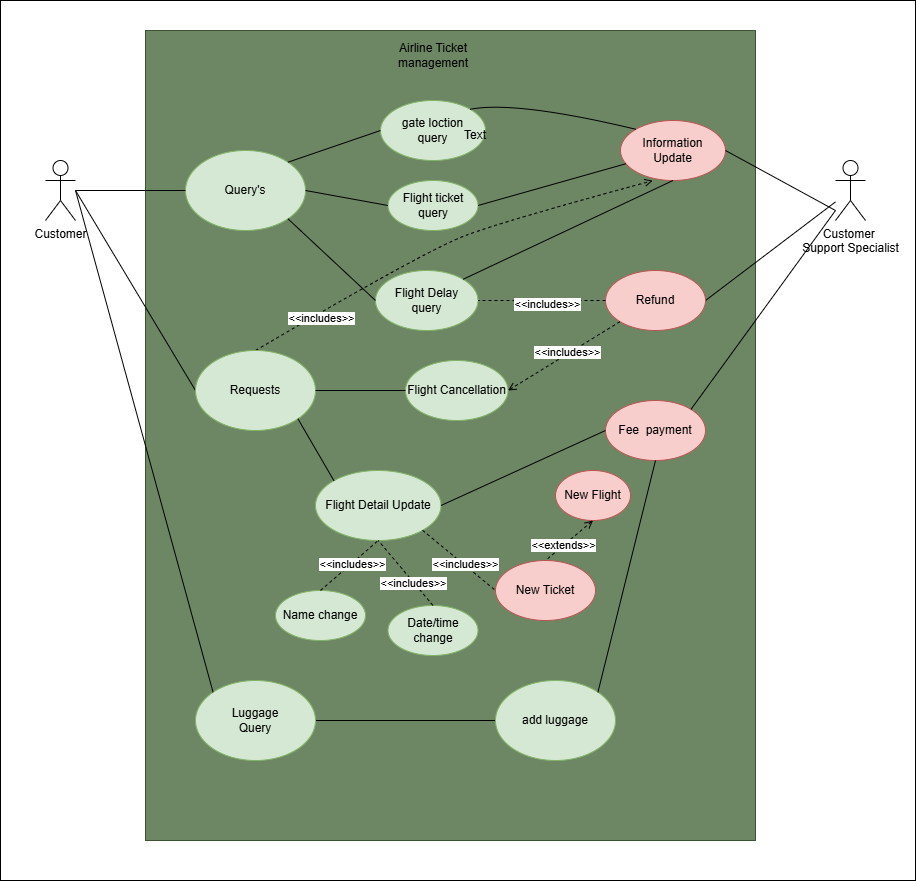 Airline Ticket
management
gate loction
query
Text
Information
Update
Query's
Flight ticket
query
Customer
Customer
Support Specialist
Flight Delay
query
<<includes>>
Refund
<<includes>>
<<includes>>
Requests
Flight Cancellation
Fee  payment
Flight Detail Update
New Flight
<<extends>>
<<includes>>
<<includes>>
<<includes>>
New Ticket
Name change
Date/time
change
Luggage
Query
add luggage